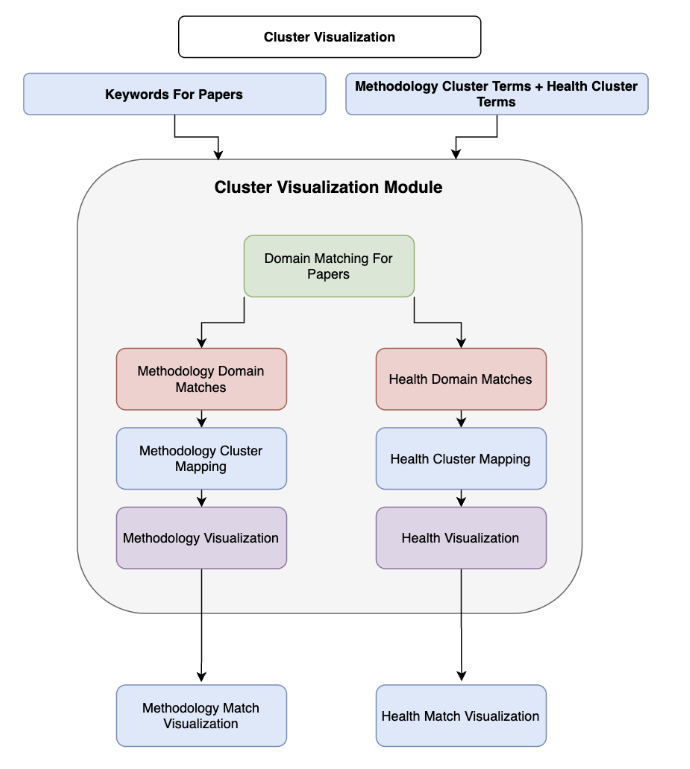 Cluster Visualization
Keywords For Papers
Methodology Cluster Terms + Health Cluster
Terms
Cluster Visualization Module
Domain Matching For
Papers
Methodology Domain
Matches
Health Domain Matches
Methodology Cluster
Mapping
Health Cluster Mapping
Methodology Visualization
Health Visualization
Methodology Match
Visualization
Health Match Visualization